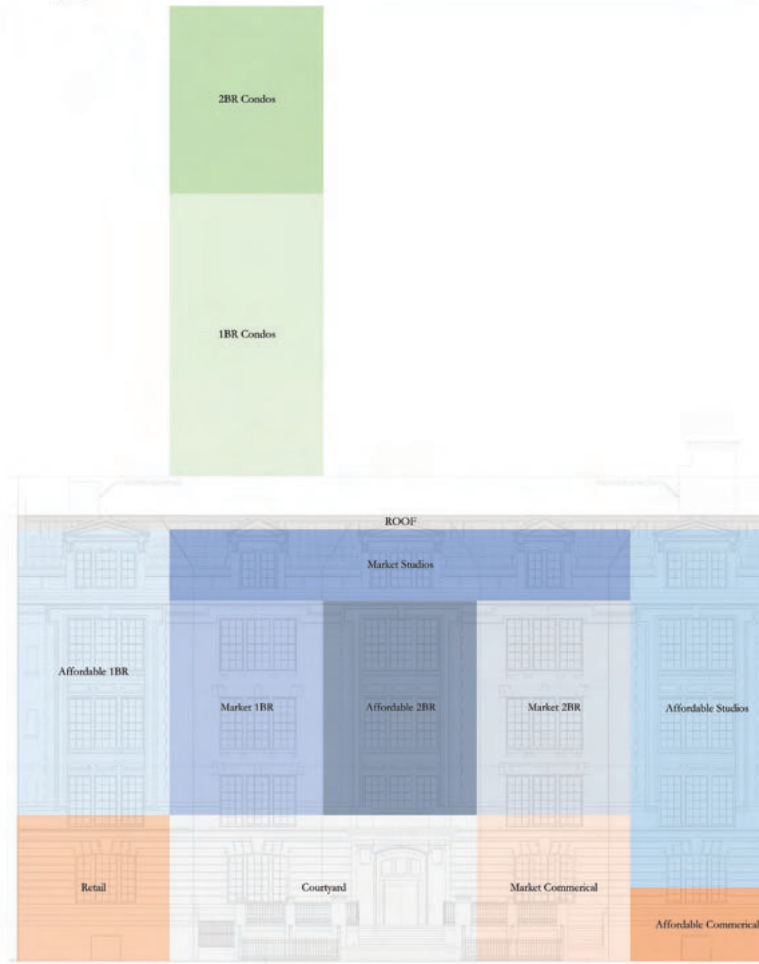 2BR Condos
1BR Condos
ROOF
Market Studios
Affordable 1BR
Market 1BR
Affordable 2BR
Market 2BR
Affordable Studios
Retail
Courtyard
Market Commerical
Affordable Commerical